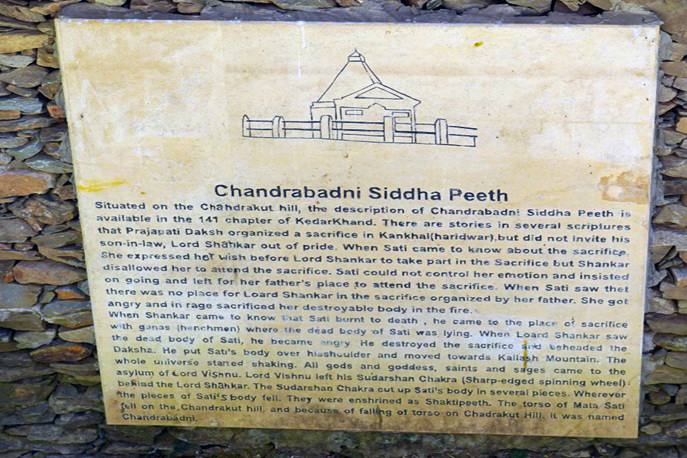 Chandrabadni Siddha Peeth
Situated on the Chandrakut hill, the description of Chandrabadni Siddha Peeth is
available in the 141 chapter of KedarKhand. There are stories in several scriptures
that Prajapati Daksh organized a sacrifice in Kankhal(haridwar),but did not invite his
son-in-law, Lord Shankar out of pride. When Sati came to know about the sacrifice,
She expressed her wish before Lord Shankar to take part in the Sacrifice but Shankar
disallowed her to attend the sacrifice. Sati could not control her emotion and insisted
on going and left for her father's place to attend the sacrifice. When Sati saw thet
there was no place for Loard Shankar in the sacrifice organized by her father. She got
angry and in rage sacrificed her destroyable body in the fire.
When Shankar came to know that Sati burnt to death , he came to the place of sacrifice
with ganas (henchmen) where the dead body of Sati was lying. When Loard Shankar saw
the dead body of Sati, he became angry. He destroyed the sacrifice and beheaded the
Daksha. He put Sati's body over hisshoulder and moved towards Kailash Mountain. The
whole universe started shaking. All gods and goddess, saints and sages came to the
asylum of Lord Vishnu. Lord Vishnu left his Sudarshan Chakra (Sharp-edged spinning wheel)
behind the Lord Shankar. The Sudarshan Chakra cut up Sati's body in several pieces. Wherever
the pieces of Sati's body fell. They were enshrined as Shaktipeeth. The torso of Mata Sati
fell on the Chandrakut hill, and because of falling of torso on Chadrakut Hill, it was named
Chandrabadni.